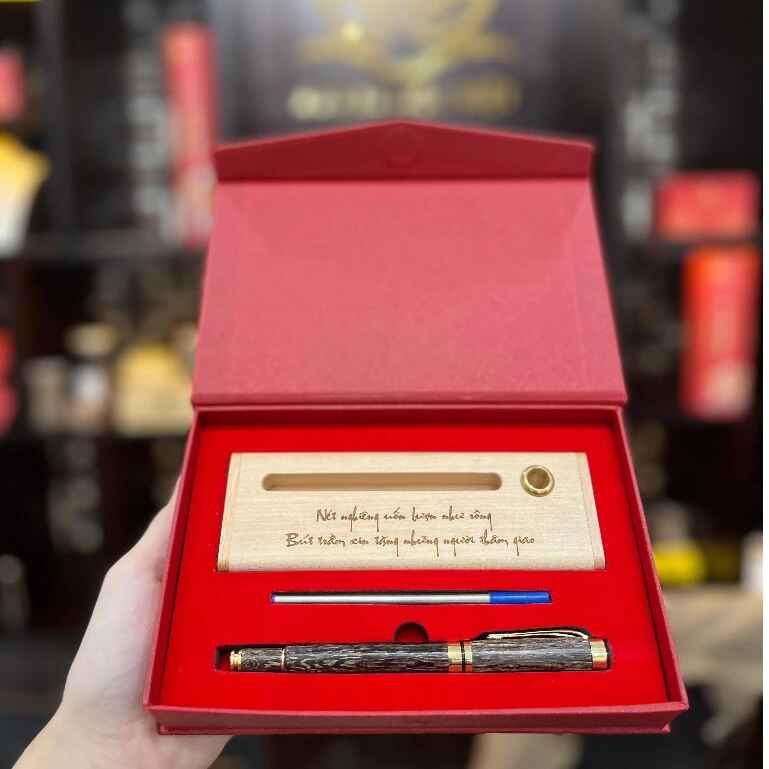 Nét nghiêng uốn lượn như rồng
Bút trầm xin tặng những người thâm giao